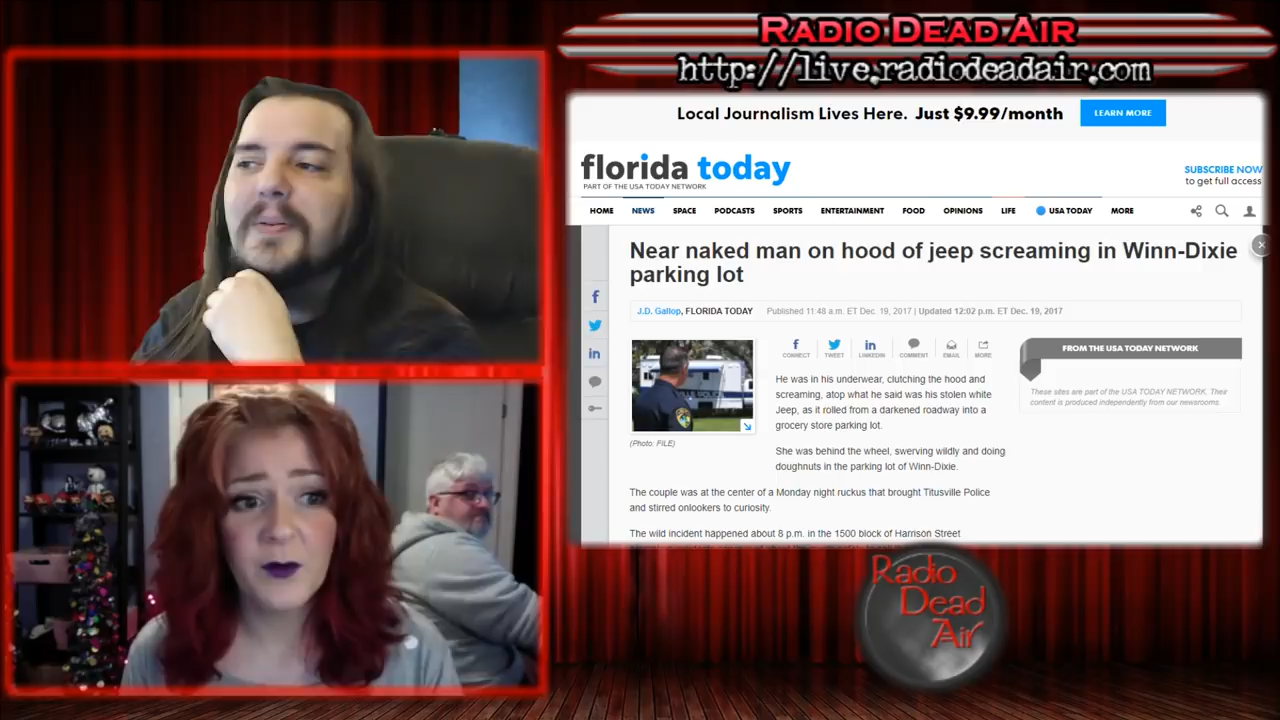 Radio Dead Air
http://live.radiodeadair.com
Local Journalism Lives Here. Just $9.99/month
LEARN MORE
florida today
PART OF THE USA TODAY NETWORK
SUBSCRIBE NOW
to get full access
HOME NEWS SPACE PODCASTS SPORTS ENTERTAINMENT FOOD OPINIONS LIFE USA TODAY MORE
Near naked man on hood of jeep screaming in Winn-Dixie
parking lot
J.D. Gallop, FLORIDA TODAY Published 11:48 a.m. ET Dec. 19, 2017 | Updated 12:02 p.m. ET Dec. 19, 2017
CONNECT TWEET LINKEDIN COMMENT EMAIL MORE
FROM THE USA TODAY NETWORK
These sites are part of the USA TODAY NETWORK. Their
content is produced independently from our newsrooms.
(Photo: FILE)
He was in his underwear, clutching the hood and
screaming, atop what he said was his stolen white
Jeep, as it rolled from a darkened roadway into a
grocery store parking lot.
She was behind the wheel, swerving wildly and doing
doughnuts in the parking lot of Winn-Dixie.
The couple was at the center of a Monday night ruckus that brought Titusville Police
and stirred onlookers to curiosity.
The wild incident happened about 8 p.m. in the 1500 block of Harrison Street
Radio
Dead
Air